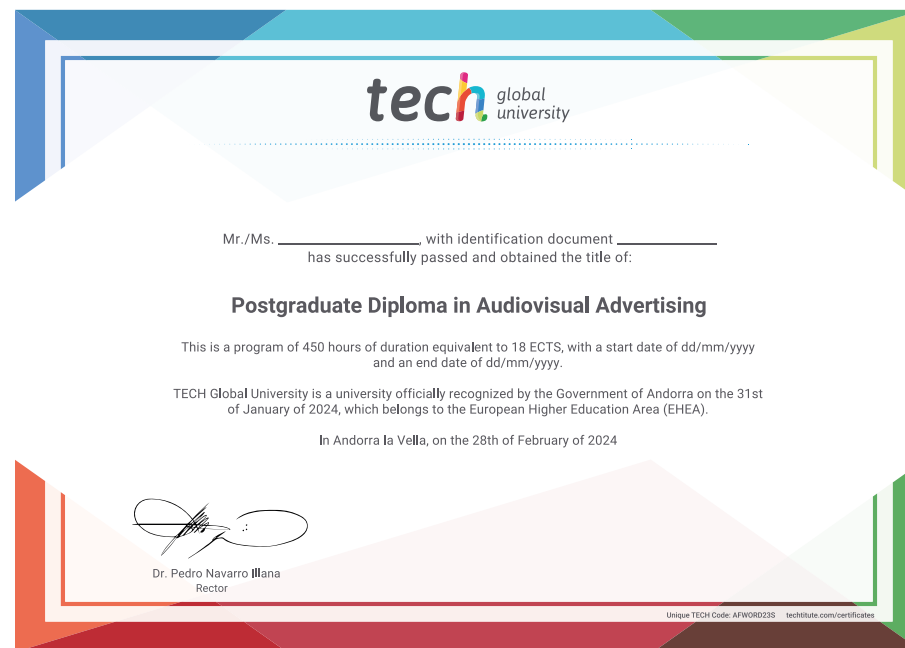 tech global university
Mr./Ms. ____________, with identification document ____________
has successfully passed and obtained the title of:
Postgraduate Diploma in Audiovisual Advertising
This is a program of 450 hours of duration equivalent to 18 ECTS, with a start date of dd/mm/yyyy
and an end date of dd/mm/yyyy.
TECH Global University is a university officially recognized by the Government of Andorra on the 31st
of January of 2024, which belongs to the European Higher Education Area (EHEA).
In Andorra la Vella, on the 28th of February of 2024
Dr. Pedro Navarro Illana
Rector
Unique TECH Code: AFWORD23S techtitute.com/certificates